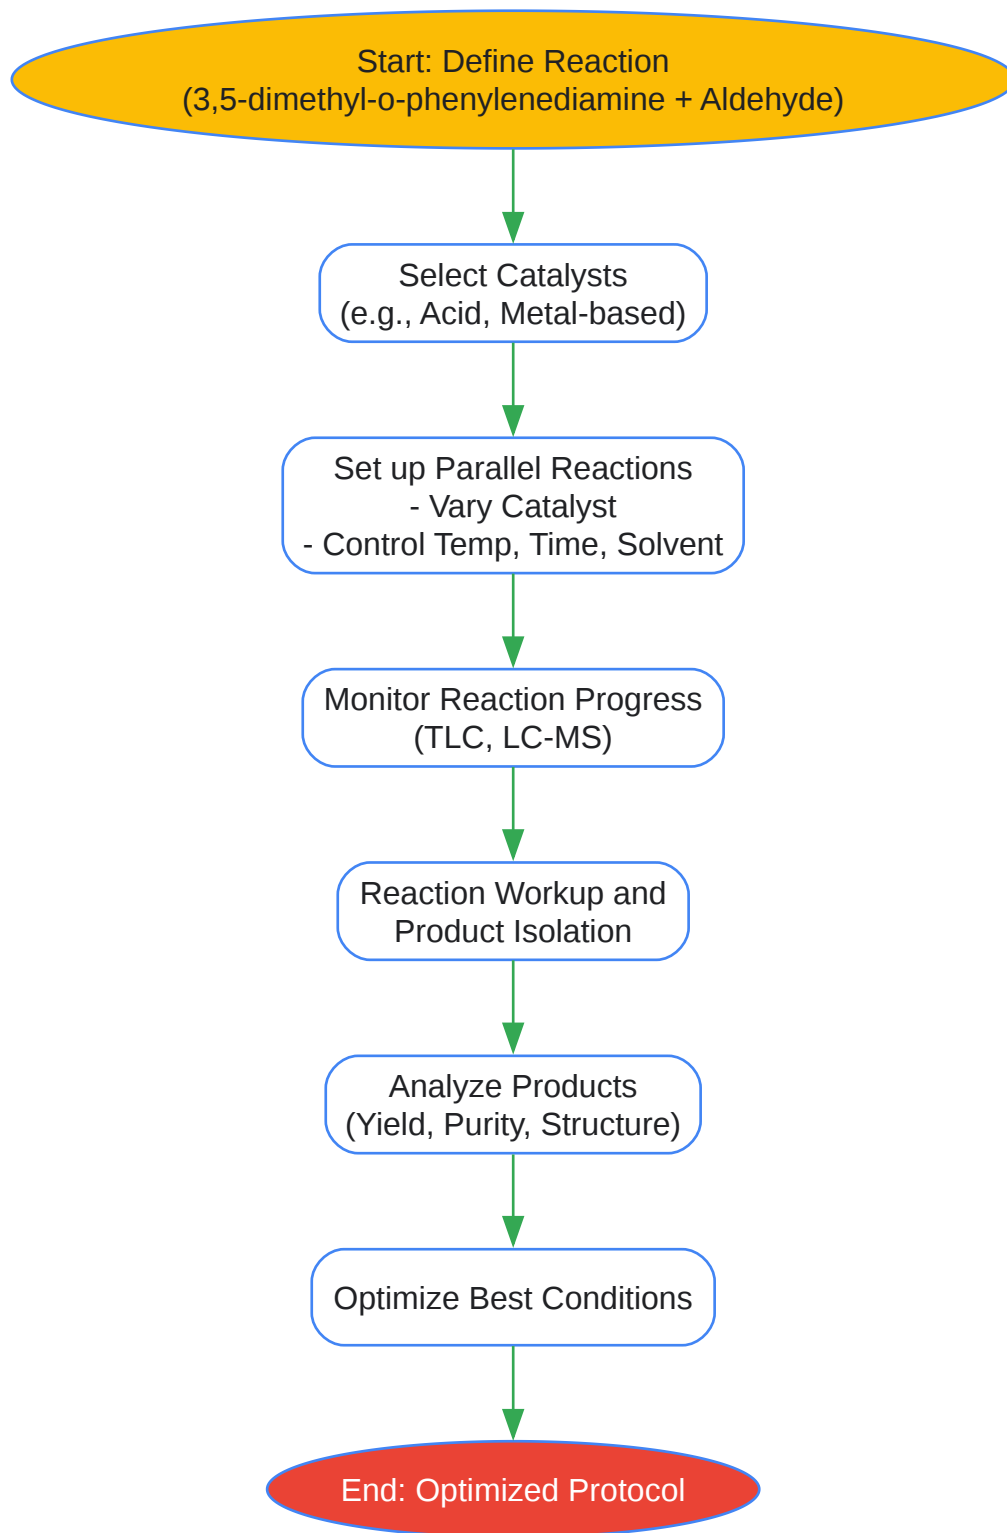 Start: Define Reaction
(3,5-dimethyl-o-phenylenediamine + Aldehyde)
Select Catalysts
(e.g., Acid, Metal-based)
Set up Parallel Reactions
- Vary Catalyst
- Control Temp, Time, Solvent
Monitor Reaction Progress
(TLC, LC-MS)
Reaction Workup and
Product Isolation
Analyze Products
(Yield, Purity, Structure)
Optimize Best Conditions
End: Optimized Protocol